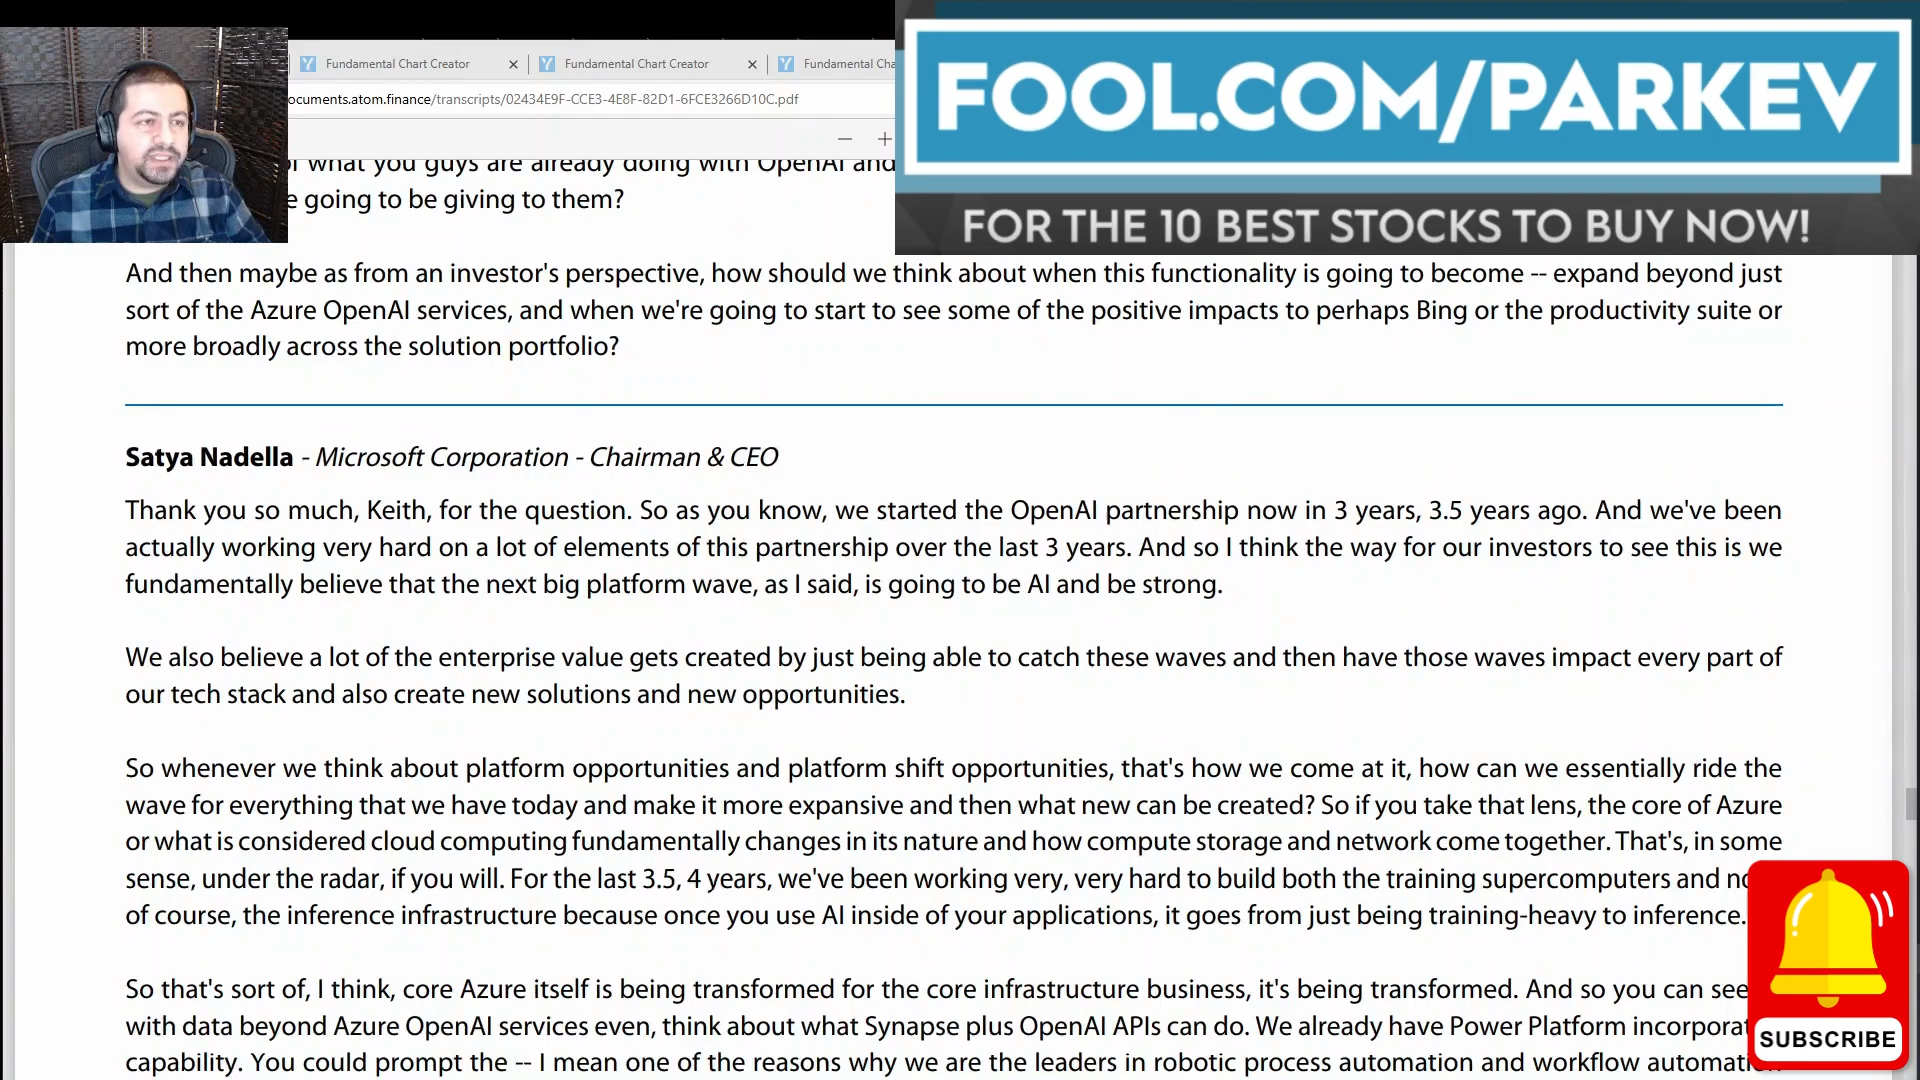 Fundamental Chart Creator
Fundamental Chart Creator
Fundamental Cha
ocuments.atom.finance/transcripts/02434E9F-CCE3-4E8F-82D1-6FCE3266D10C.pdf
FOOL.COM/PARKEV
FOR THE 10 BEST STOCKS TO BUY NOW!
what you guys are already doing with OpenAI and
e going to be giving to them?
And then maybe as from an investor's perspective, how should we think about when this functionality is going to become -- expand beyond just
sort of the Azure OpenAI services, and when we're going to start to see some of the positive impacts to perhaps Bing or the productivity suite or
more broadly across the solution portfolio?
Satya Nadella - Microsoft Corporation - Chairman & CEO
Thank you so much, Keith, for the question. So as you know, we started the OpenAI partnership now in 3 years, 3.5 years ago. And we've been
actually working very hard on a lot of elements of this partnership over the last 3 years. And so I think the way for our investors to see this is we
fundamentally believe that the next big platform wave, as I said, is going to be AI and be strong.
We also believe a lot of the enterprise value gets created by just being able to catch these waves and then have those waves impact every part of
our tech stack and also create new solutions and new opportunities.
So whenever we think about platform opportunities and platform shift opportunities, that's how we come at it, how can we essentially ride the
wave for everything that we have today and make it more expansive and then what new can be created? So if you take that lens, the core of Azure
or what is considered cloud computing fundamentally changes in its nature and how compute storage and network come together. That's, in some
sense, under the radar, if you will. For the last 3.5, 4 years, we've been working very, very hard to build both the training supercomputers and no
of course, the inference infrastructure because once you use AI inside of your applications, it goes from just being training-heavy to inference.
So that's sort of, I think, core Azure itself is being transformed for the core infrastructure business, it's being transformed. And so you can see
with data beyond Azure OpenAI services even, think about what Synapse plus OpenAI APIs can do. We already have Power Platform incorporat
capability. You could prompt the -- I mean one of the reasons why we are the leaders in robotic process automation and workflow automati
SUBSCRIBE